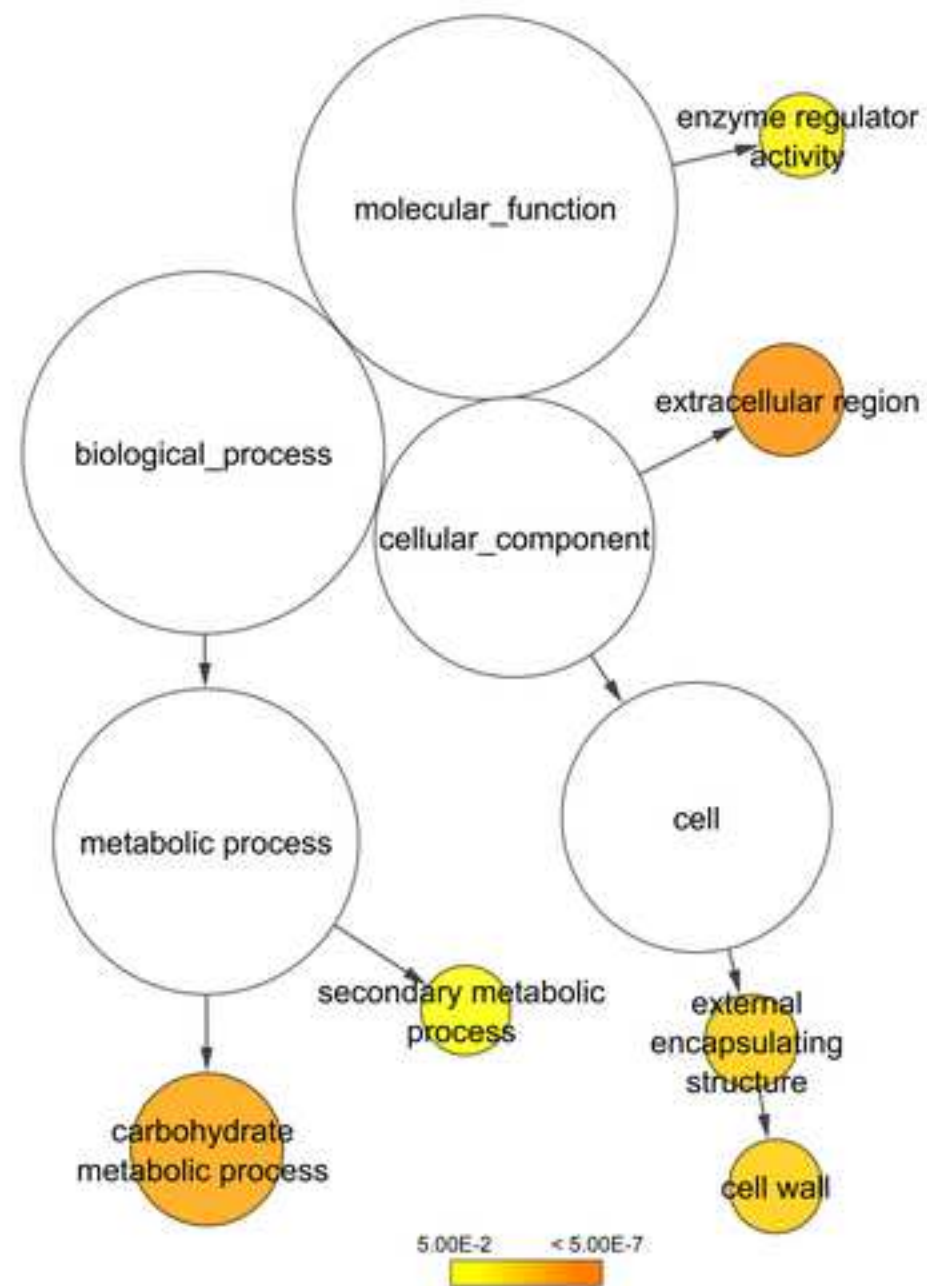 enzyme regulator
activity
molecular_function
extracellular region
biological_process
cellular_component
cell
metabolic process
secondary metabolic
process
external
encapsulating
structure
carbohydrate
metabolic process
cell wall
5.00E-2 < 5.00E-7